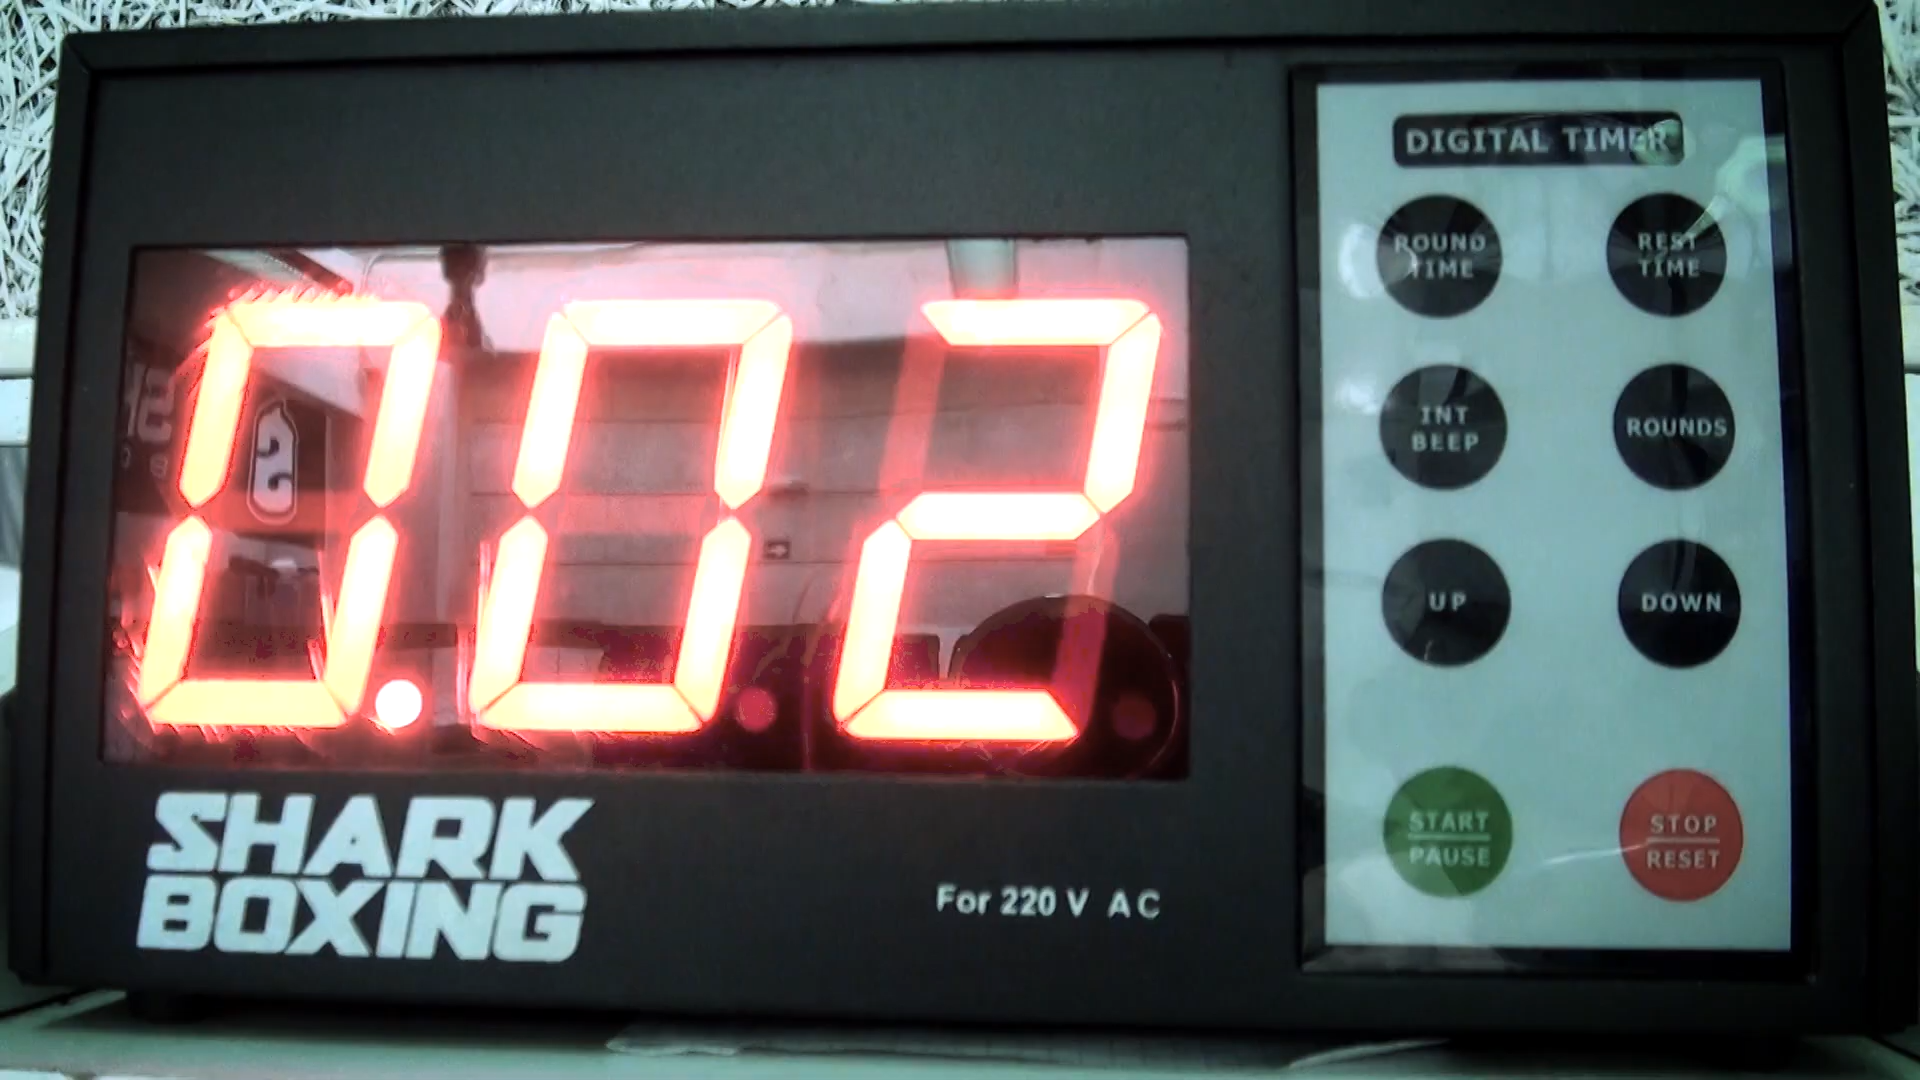 DIGITAL TIMER
ROUND
TIME
REST
TIME
INT
BEEP
ROUNDS
UP
DOWN
START
PAUSE
STOP
RESET
0.02
SHARK
BOXING
For 220 V AC